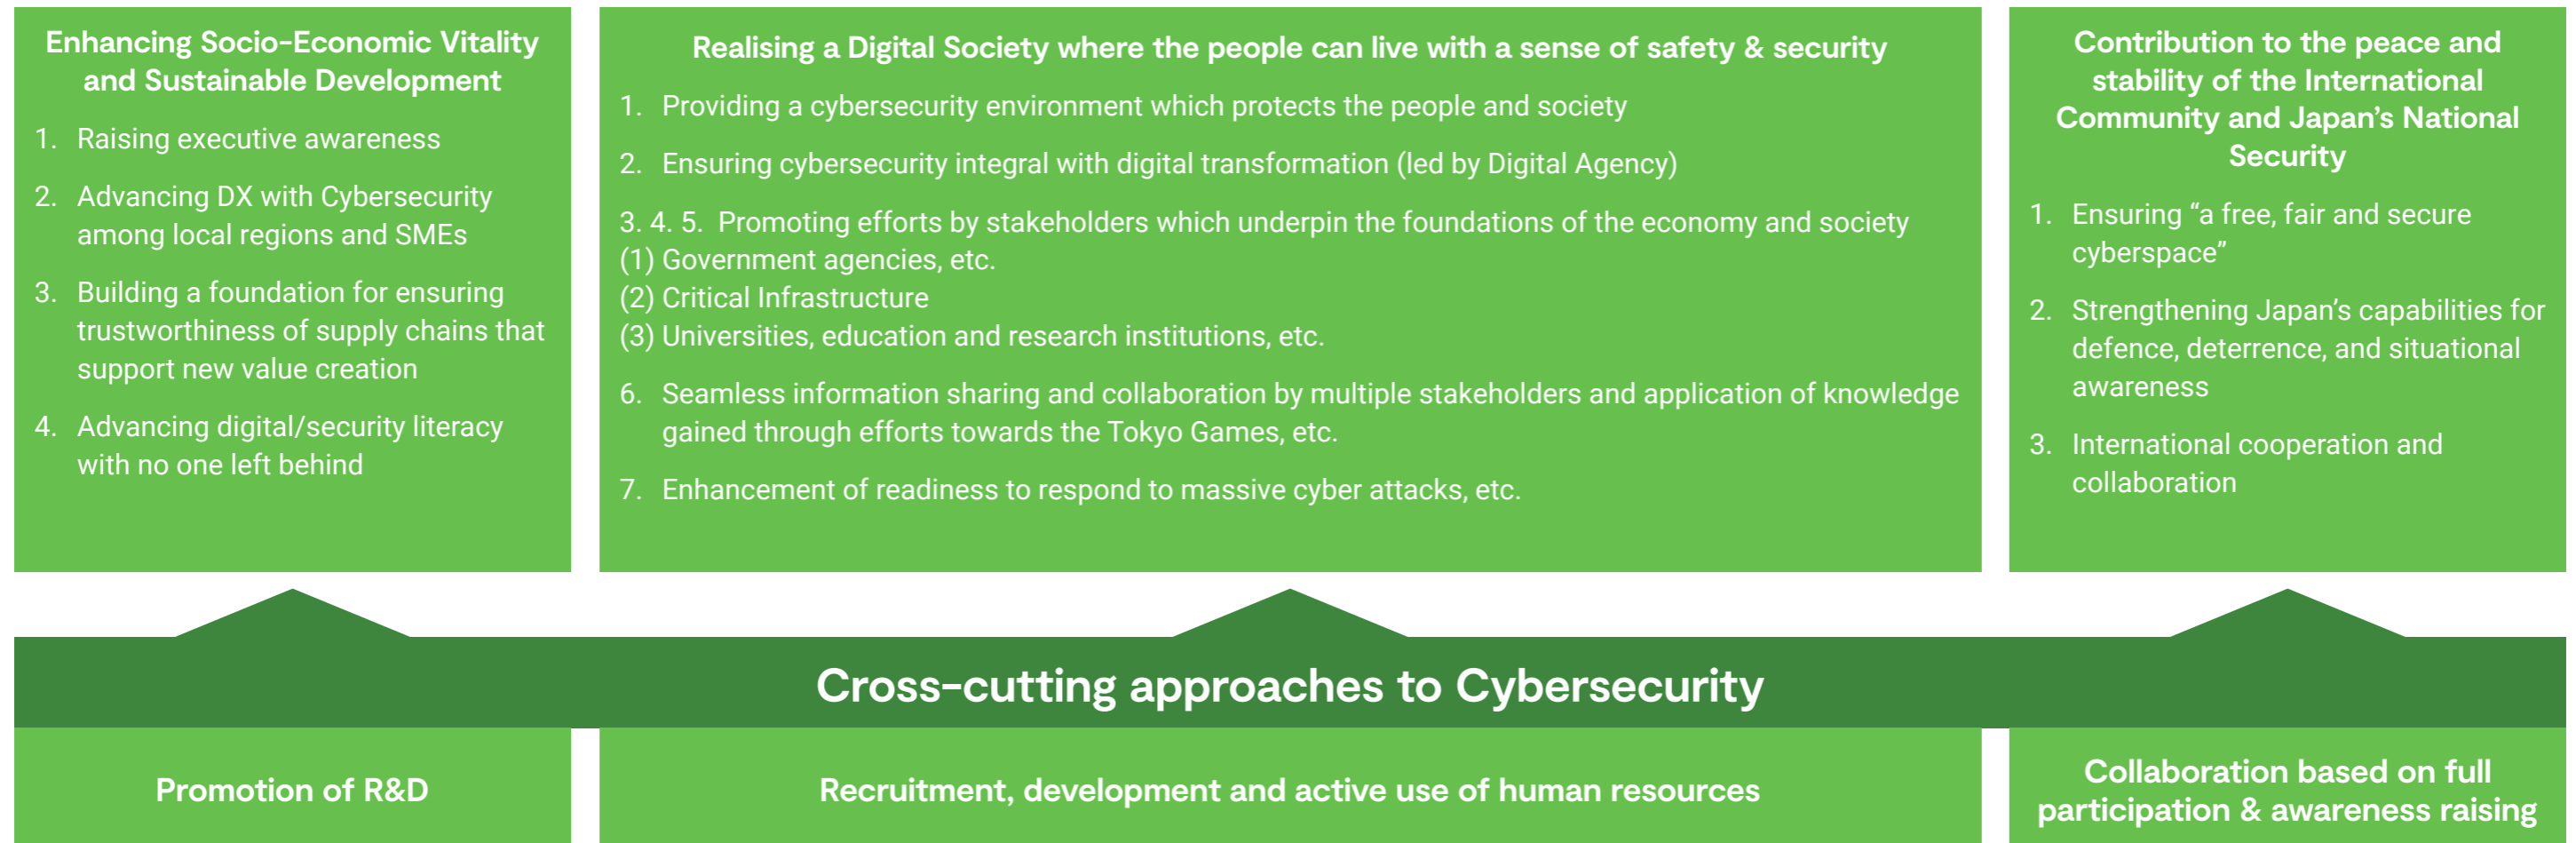 Enhancing Socio-Economic Vitality
and Sustainable Development
1. Raising executive awareness
2. Advancing DX with Cybersecurity
among local regions and SMEs
3. Building a foundation for ensuring
trustworthiness of supply chains that
support new value creation
4. Advancing digital/security literacy
with no one left behind
Realising a Digital Society where the people can live with a sense of safety & security
1. Providing a cybersecurity environment which protects the people and society
2. Ensuring cybersecurity integral with digital transformation (led by Digital Agency)
3. 4. 5. Promoting efforts by stakeholders which underpin the foundations of the economy and society
(1) Government agencies, etc.
(2) Critical Infrastructure
(3) Universities, education and research institutions, etc.
6. Seamless information sharing and collaboration by multiple stakeholders and application of knowledge
gained through efforts towards the Tokyo Games, etc.
7. Enhancement of readiness to respond to massive cyber attacks, etc.
Contribution to the peace and
stability of the International
Community and Japan’s National
Security
1. Ensuring “a free, fair and secure
cyberspace”
2. Strengthening Japan’s capabilities for
defence, deterrence, and situational
awareness
3. International cooperation and
collaboration
Cross-cutting approaches to Cybersecurity
Promotion of R&D
Recruitment, development and active use of human resources
Collaboration based on full
participation & awareness raising